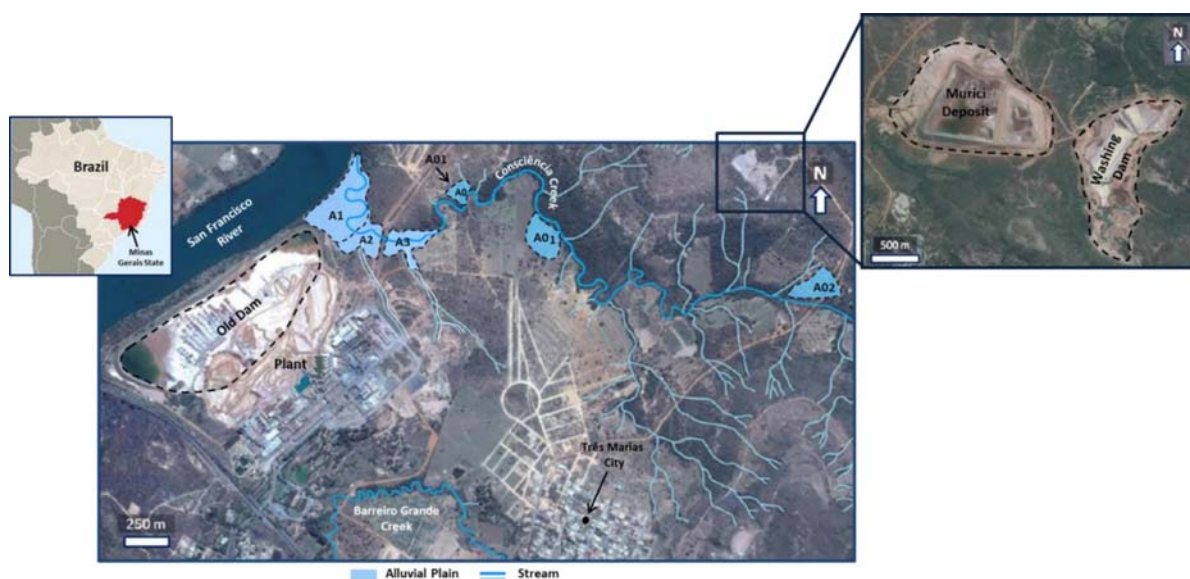 Brazil
Minas
Gerais State
San Francisco
River
A1
A2
A3
A01
A0
Consciência Creek
A01
A02
N
Old Dam
Plant
Três Marias
City
Barreiro Grande
Creek
250 m
Murici
Deposit
Washing
Dam
N
500 m
Alluvial Plain
Stream